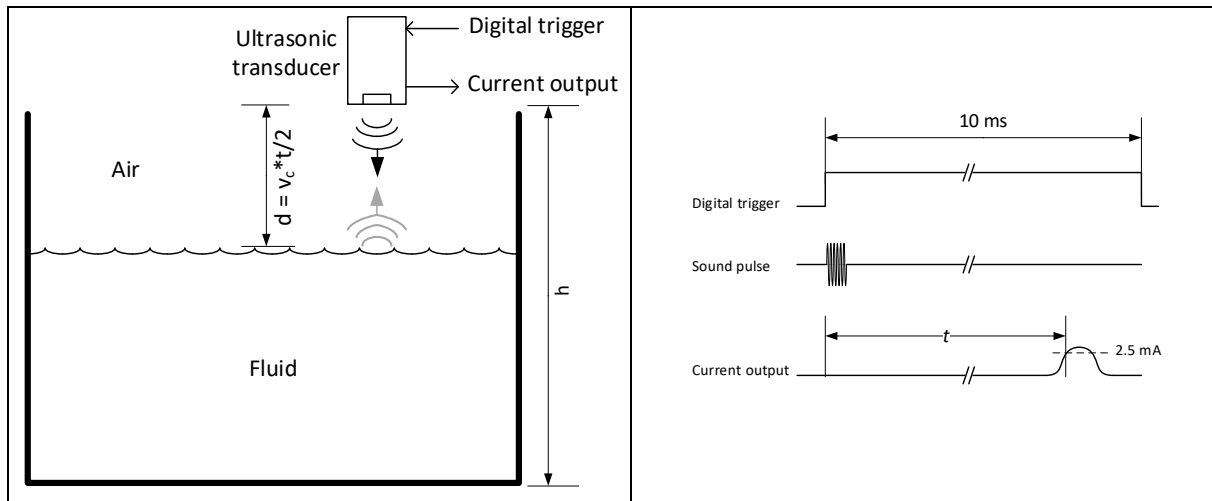 Ultrasonic
transducer
Digital trigger
Current output
Air
d = vc*t/2
h
Fluid
10 ms
Digital trigger
Sound pulse
t
2.5 mA
Current output